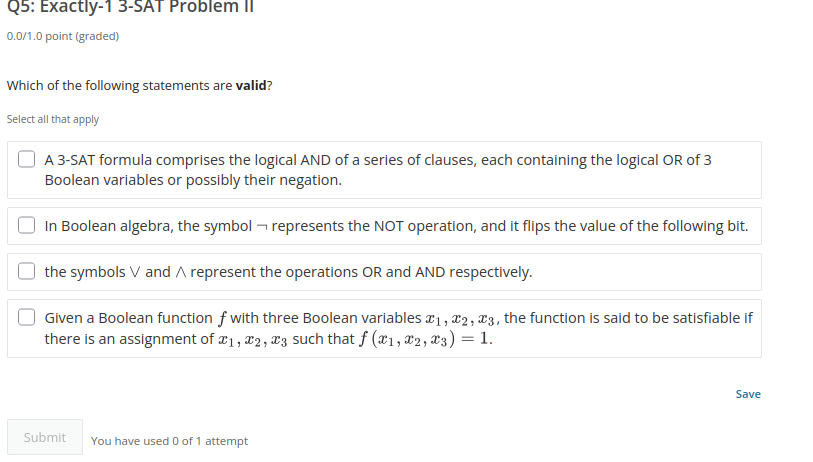 Q5: Exactly-1 3-SAT Problem II
0.0/1.0 point (graded)
Which of the following statements are valid?
Select all that apply
A 3-SAT formula comprises the logical AND of a series of clauses, each containing the logical OR of 3
Boolean variables or possibly their negation.
In Boolean algebra, the symbol ¬ represents the NOT operation, and it flips the value of the following bit.
the symbols ∨ and ∧ represent the operations OR and AND respectively.
Given a Boolean function f with three Boolean variables x₁, x₂, x₃, the function is said to be satisfiable if
there is an assignment of x₁, x₂, x₃ such that f (x₁, x₂, x₃) = 1.
Save
Submit
You have used 0 of 1 attempt